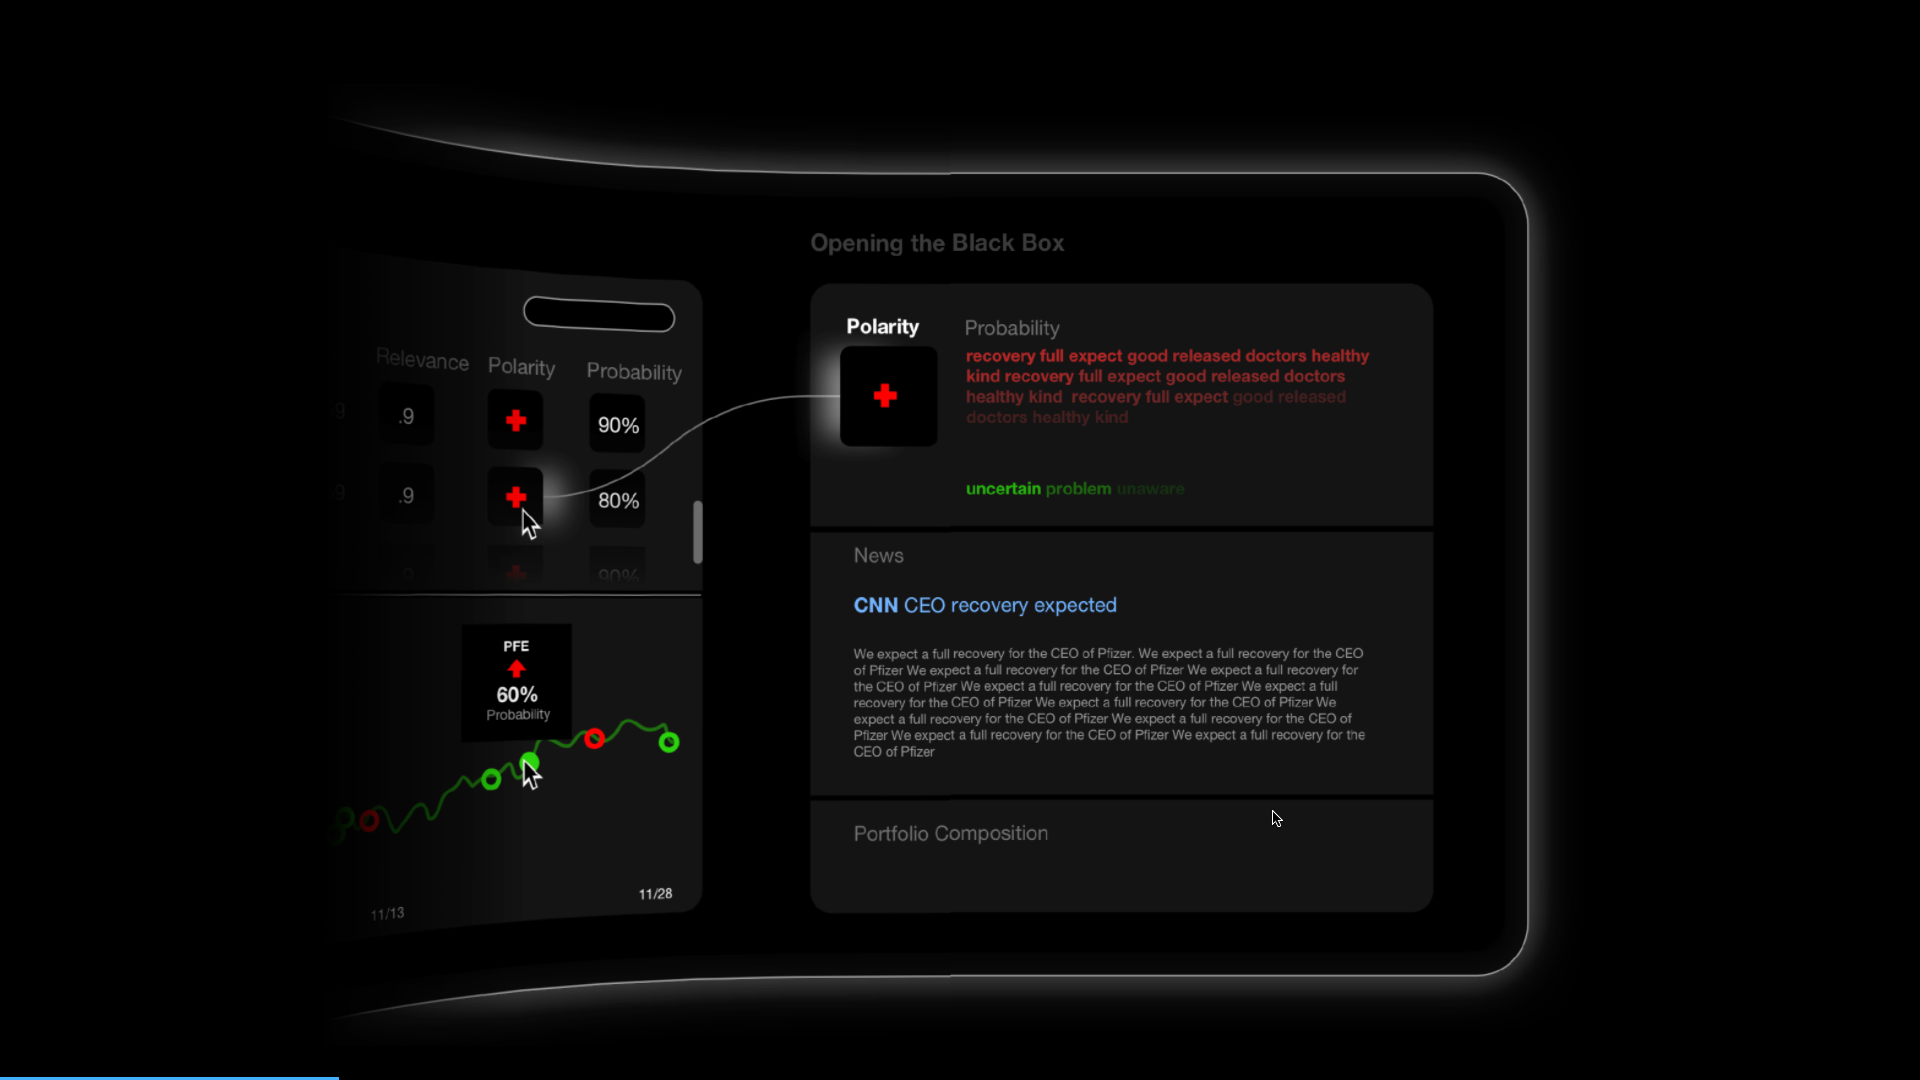 Opening the Black Box
Relevance Polarity Probability
.9 90%
9 .9 80%
.9 90%
PFE
60%
Probability
11/13
11/28
Polarity
Probability
recovery full expect good released doctors healthy
kind recovery full expect good released doctors
healthy kind recovery full expect good released
doctors healthy kind
uncertain problem unaware
News
CNN CEO recovery expected
We expect a full recovery for the CEO of Pfizer. We expect a full recovery for the CEO
of Pfizer We expect a full recovery for the CEO of Pfizer We expect a full recovery for
the CEO of Pfizer We expect a full recovery for the CEO of Pfizer We expect a full
recovery for the CEO of Pfizer We expect a full recovery for the CEO of Pfizer We
expect a full recovery for the CEO of Pfizer We expect a full recovery for the CEO of
Pfizer We expect a full recovery for the CEO of Pfizer We expect a full recovery for the
CEO of Pfizer
Portfolio Composition